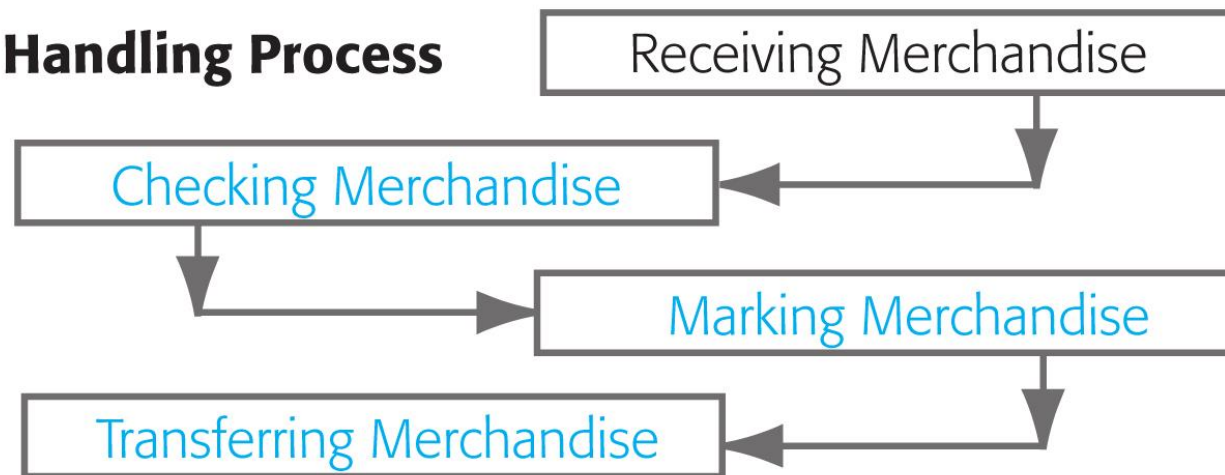 Handling Process
Receiving Merchandise
Checking Merchandise
Marking Merchandise
Transferring Merchandise